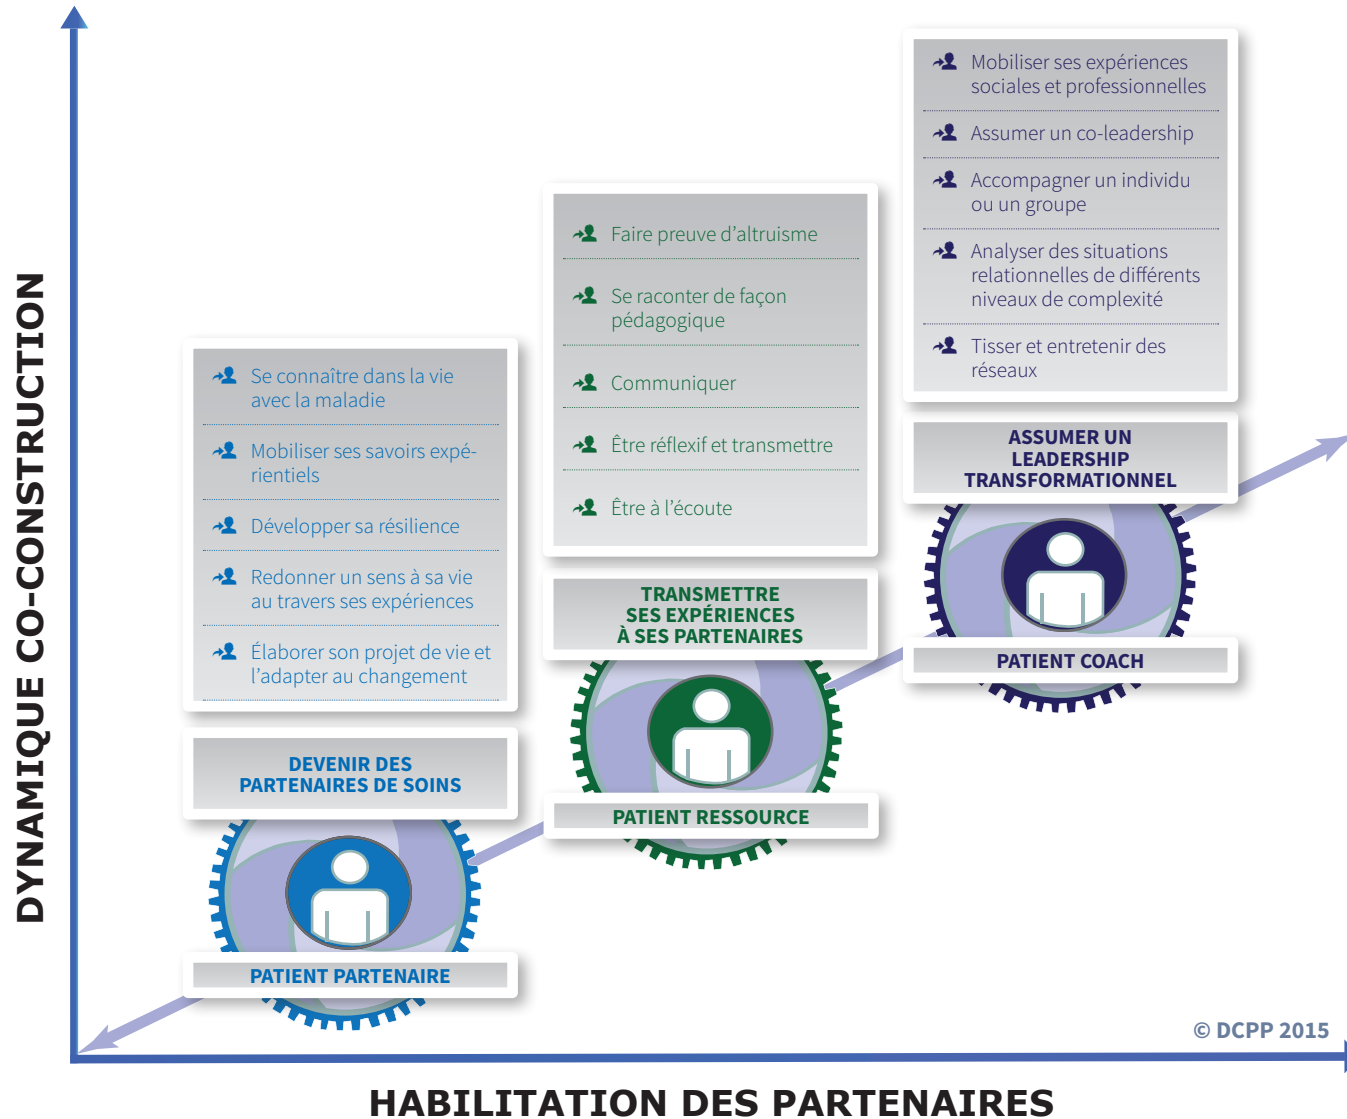 DYNAMIQUE CO-CONSTRUCTION
Se connaître dans la vie
avec la maladie
Mobiliser ses savoirs expé-
rientiels
Développer sa résilience
Redonner un sens à sa vie
au travers ses expériences
Élaborer son projet de vie et
l'adapter au changement
DEVENIR DES
PARTENAIRES DE SOINS
PATIENT PARTENAIRE
Faire preuve d'altruisme
Se raconter de façon
pédagogique
Communiquer
Être réflexif et transmettre
Être à l'écoute
TRANSMETTRE
SES EXPÉRIENCES
À SES PARTENAIRES
PATIENT RESSOURCE
Mobiliser ses expériences
sociales et professionnelles
Assumer un co-leadership
Accompagner un individu
ou un groupe
Analyser des situations
relationnelles de différents
niveaux de complexité
Tisser et entretenir des
réseaux
ASSUMER UN
LEADERSHIP
TRANSFORMATIONNEL
PATIENT COACH
© DCPP 2015
HABILITATION DES PARTENAIRES